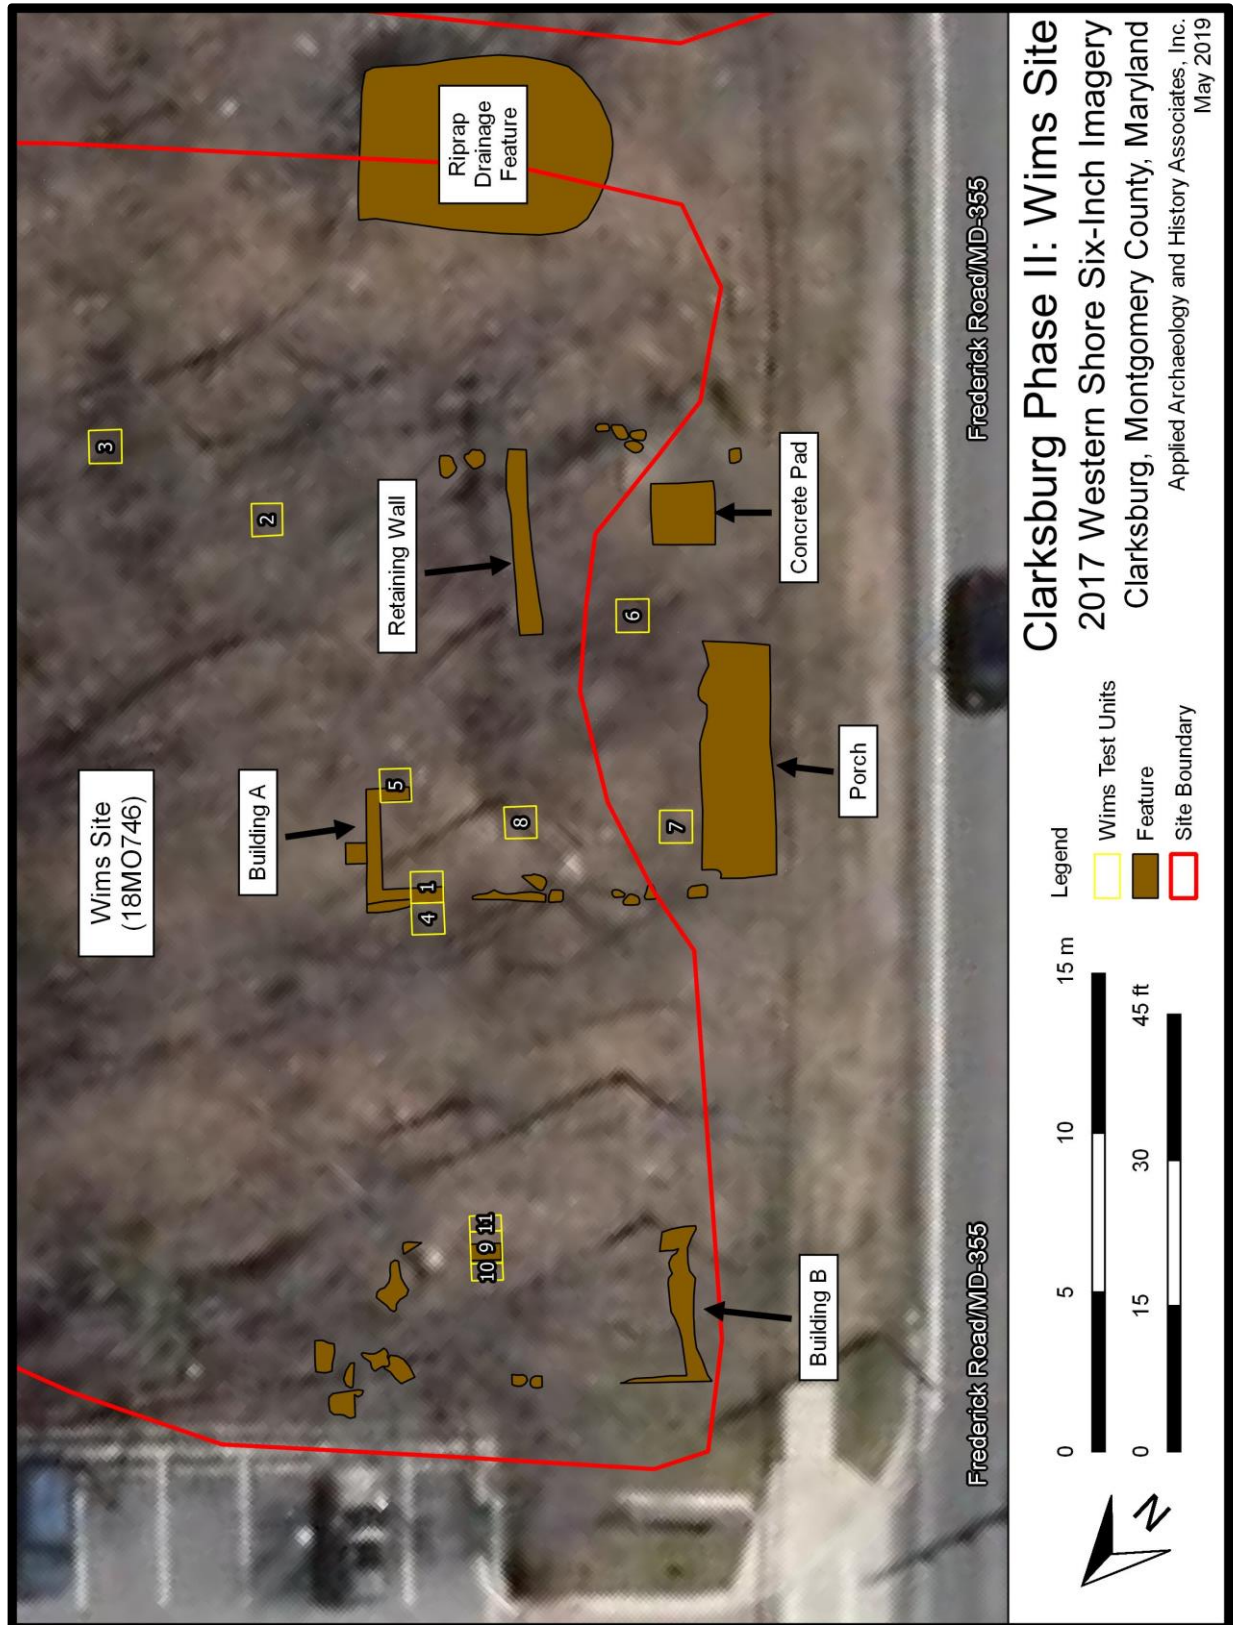 Wims Site
(18MO746)
3
2
Riprap
Drainage
Feature
Building A
Retaining Wall
5
1
4
8
10
9
11
6
7
Concrete Pad
Porch
Building B
Frederick Road/MD-355
Frederick Road/MD-355
N
0
5
10
15 m
0
15
30
45 ft
Legend
Wims Test Units
Feature
Site Boundary
Clarksburg Phase II: Wims Site
2017 Western Shore Six-Inch Imagery
Clarksburg, Montgomery County, Maryland
Applied Archaeology and History Associates, Inc.
May 2019